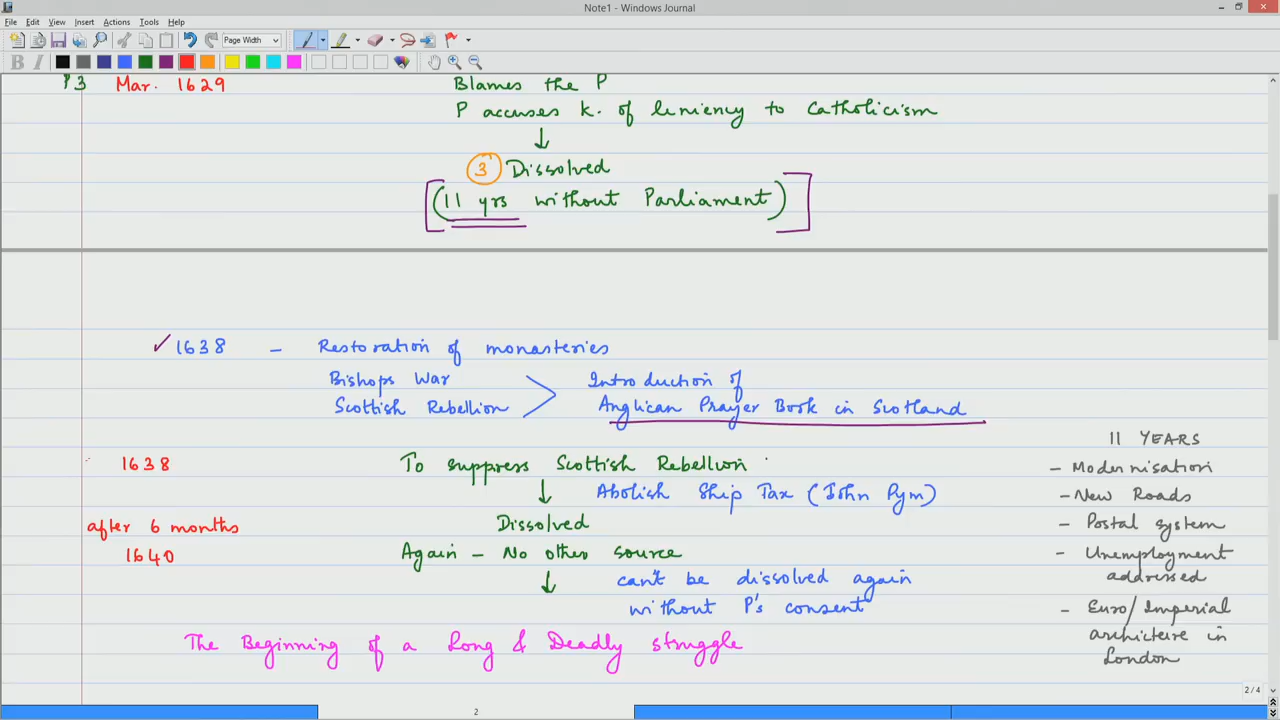 Note1 - Windows Journal
File Edit View Insert Actions Tools Help
Page Width
B I
P3 Mar. 1629 Blames the P
P accuses k. of leniency to Catholicism
3 Dissolved
(11 yrs without Parliament)
1638 - Restoration of monasteries
Bishops War
Scottish Rebellion
Introduction of
Anglican Prayer Book in Scotland
1638 To suppress Scottish Rebellion
Abolish Ship Tax (John Pym)
Dissolved
after 6 months
1640 Again - No other source
can't be dissolved again
without P's consent
The Beginning of a Long & Deadly struggle
11 YEARS
- Modernisation
- New Roads
- Postal system
- Unemployment
addressed
- Euro/Imperial
archicteire in
London
2/4
2